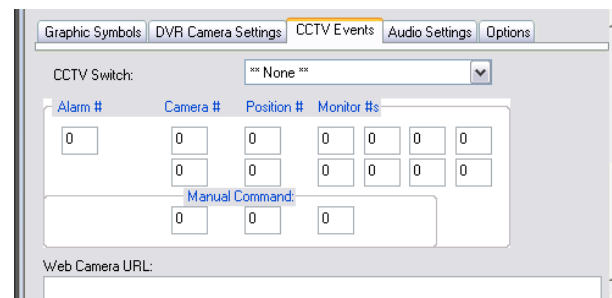 Graphic Symbols DVR Camera Settings CCTV Events Audio Settings Options
CCTV Switch: ** None **
Alarm # Camera # Position # Monitor #s
0 0 0 0 0 0 0
0 0 0 0 0 0
Manual Command:
0 0 0
Web Camera URL: